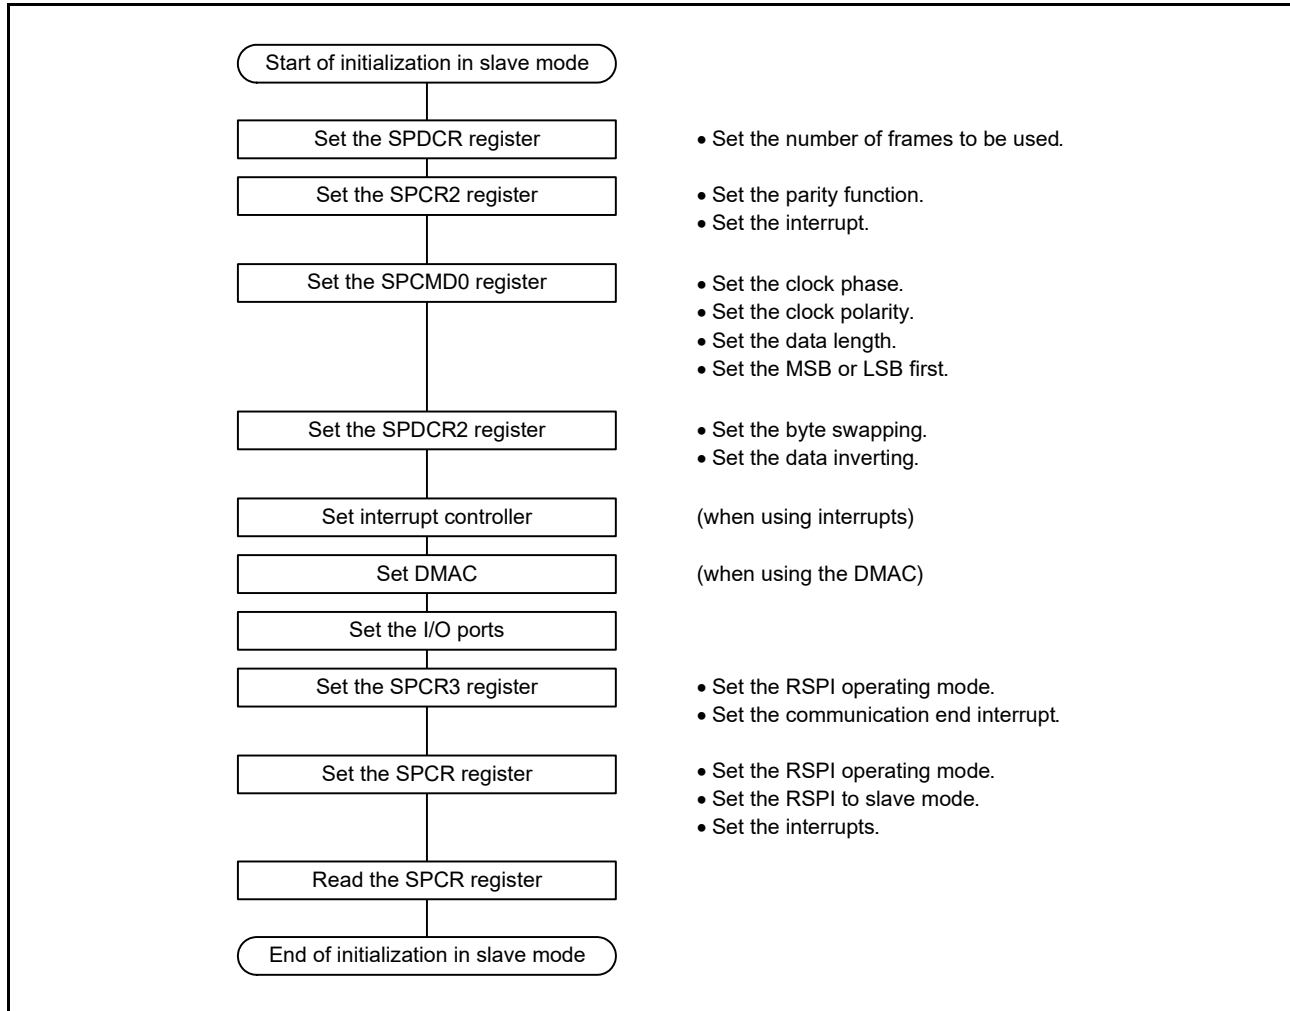 Start of initialization in slave mode
Set the SPDCR register
• Set the number of frames to be used.
Set the SPCR2 register
• Set the parity function.
• Set the interrupt.
Set the SPCMD0 register
• Set the clock phase.
• Set the clock polarity.
• Set the data length.
• Set the MSB or LSB first.
Set the SPDCR2 register
• Set the byte swapping.
• Set the data inverting.
Set interrupt controller
(when using interrupts)
Set DMAC
(when using the DMAC)
Set the I/O ports
Set the SPCR3 register
• Set the RSPI operating mode.
• Set the communication end interrupt.
Set the SPCR register
• Set the RSPI operating mode.
• Set the RSPI to slave mode.
• Set the interrupts.
Read the SPCR register
End of initialization in slave mode